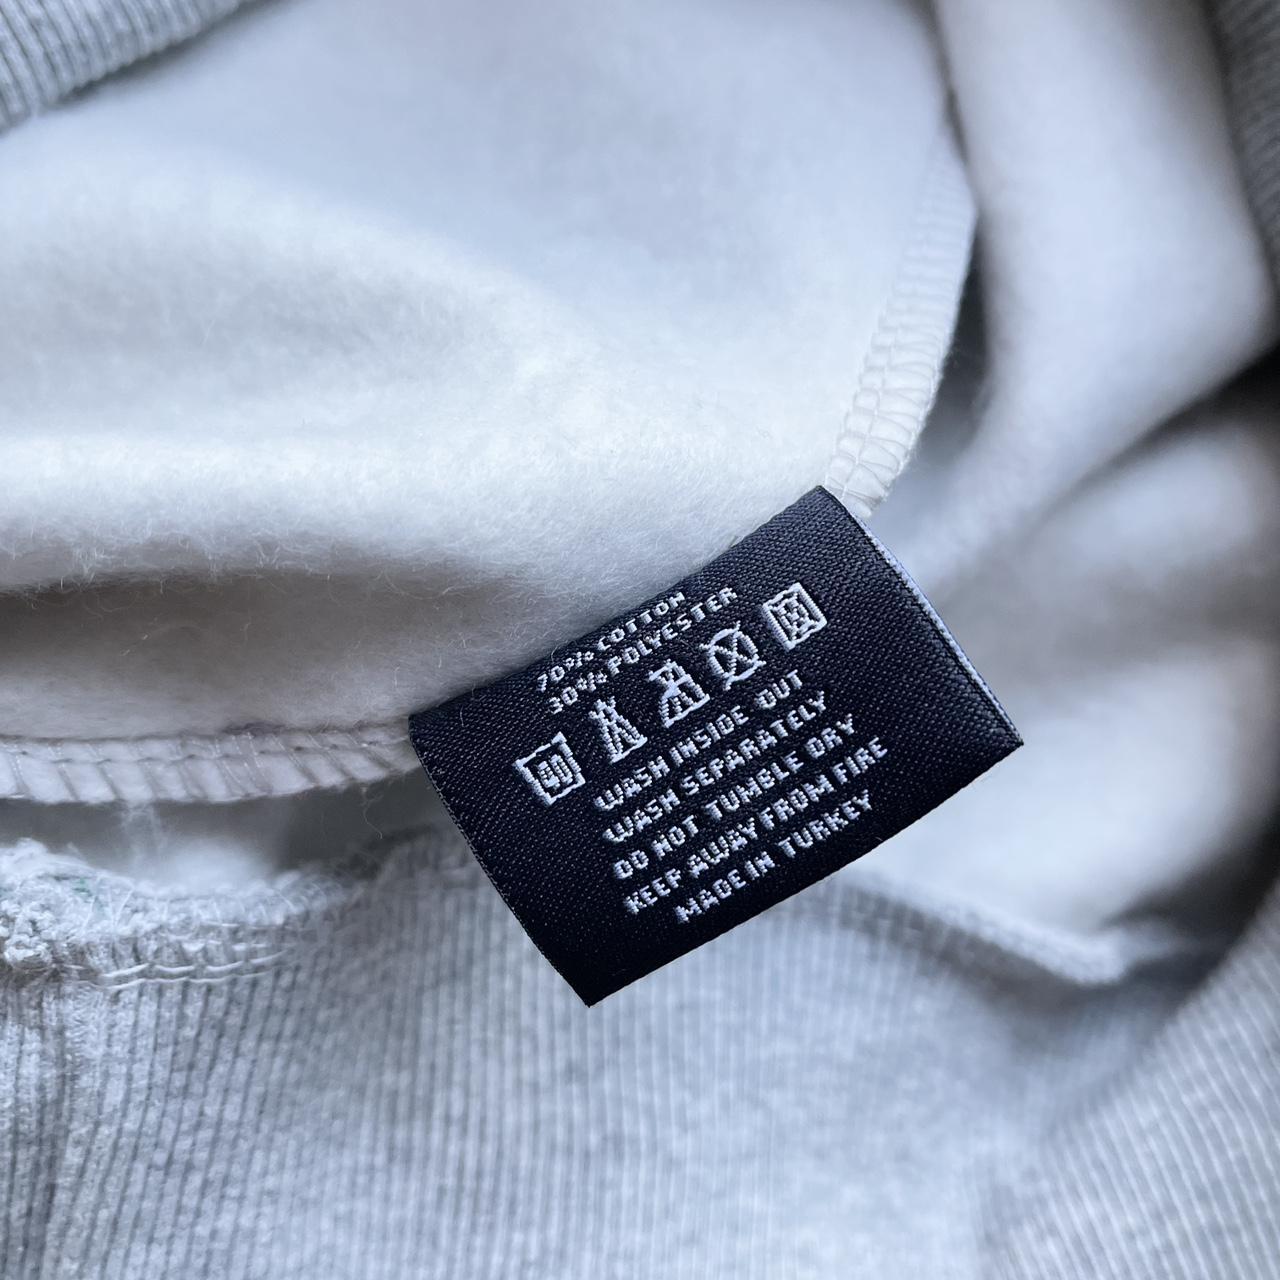 70% COTTON
30% POLYESTER
40
WASH INSIDE OUT
WASH SEPARATELY
DO NOT TUMBLE DRY
KEEP AWAY FROM FIRE
MADE IN TURKEY